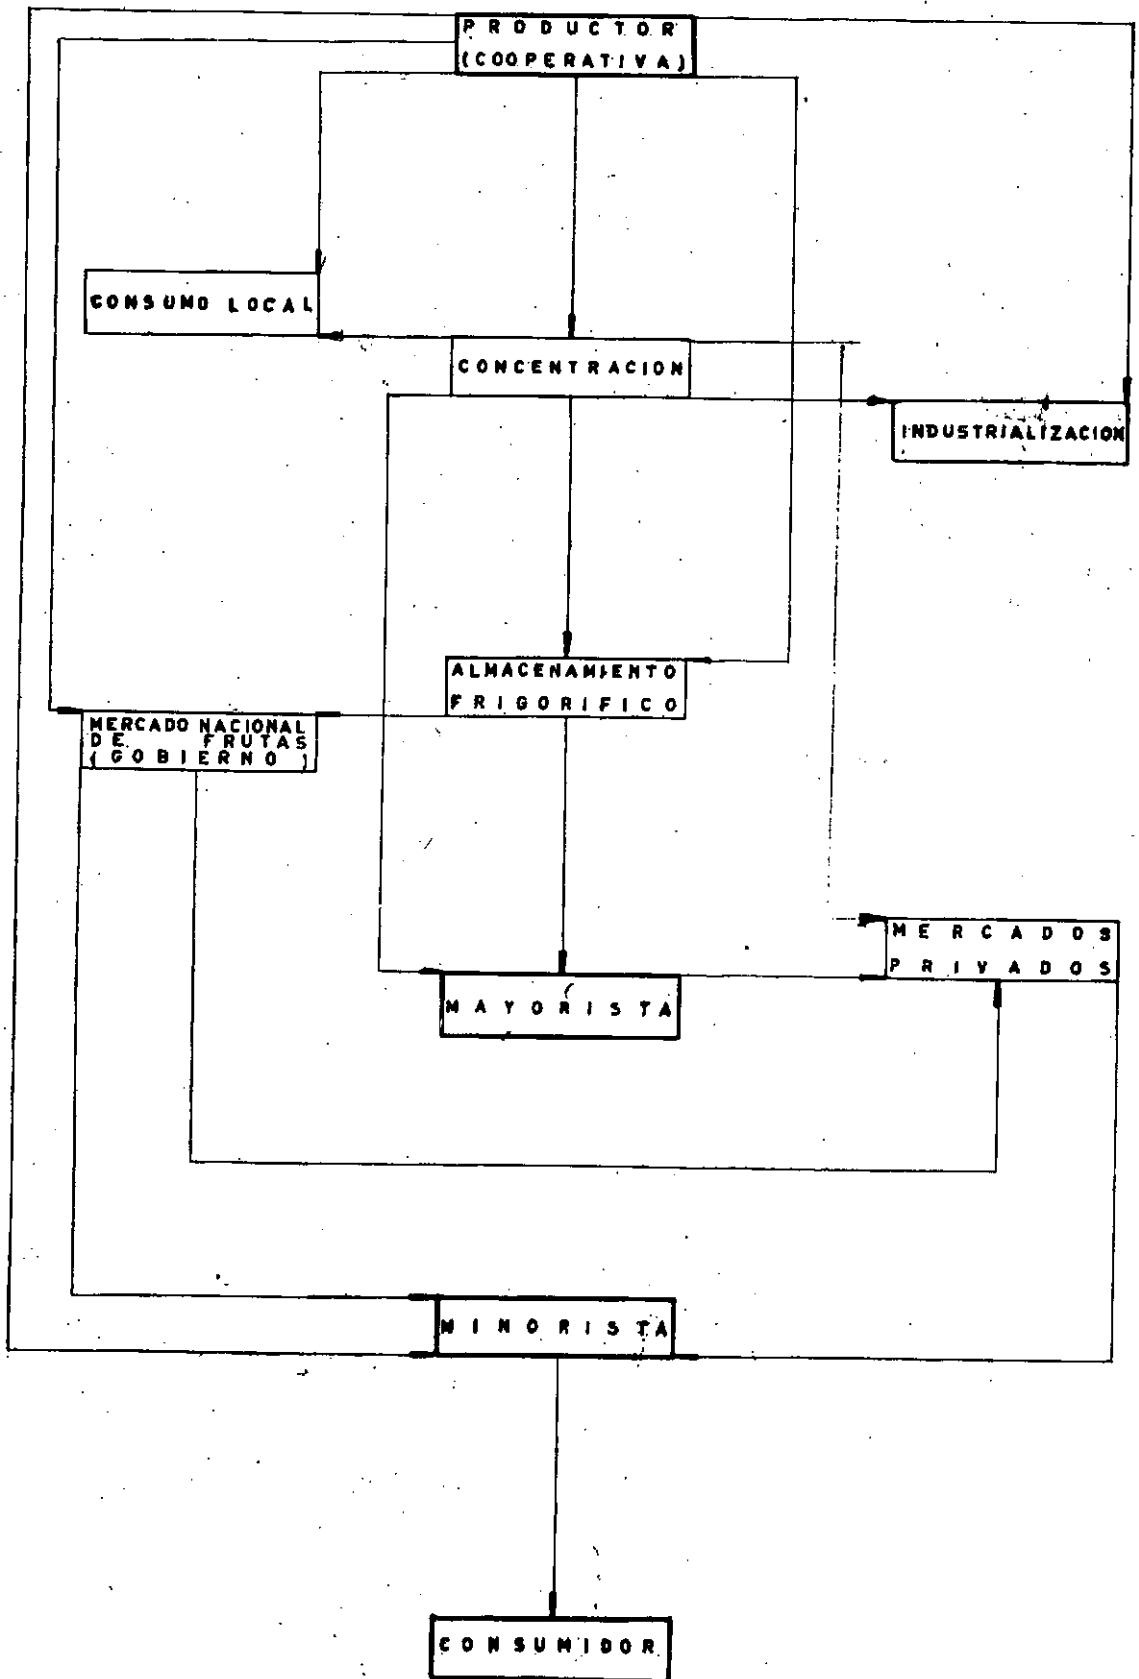 PRODUCTOR
(COOPERATIVA)
CONSUMO LOCAL
CONCENTRACION
INDUSTRIALIZACION
ALMACENAMIENTO
FRIGORIFICO
MERCADO NACIONAL
DE FRUTAS
(GOBIERNO)
MERCADOS
PRIVADOS
MAYORISTA
MINORISTA
CONSUMIDOR